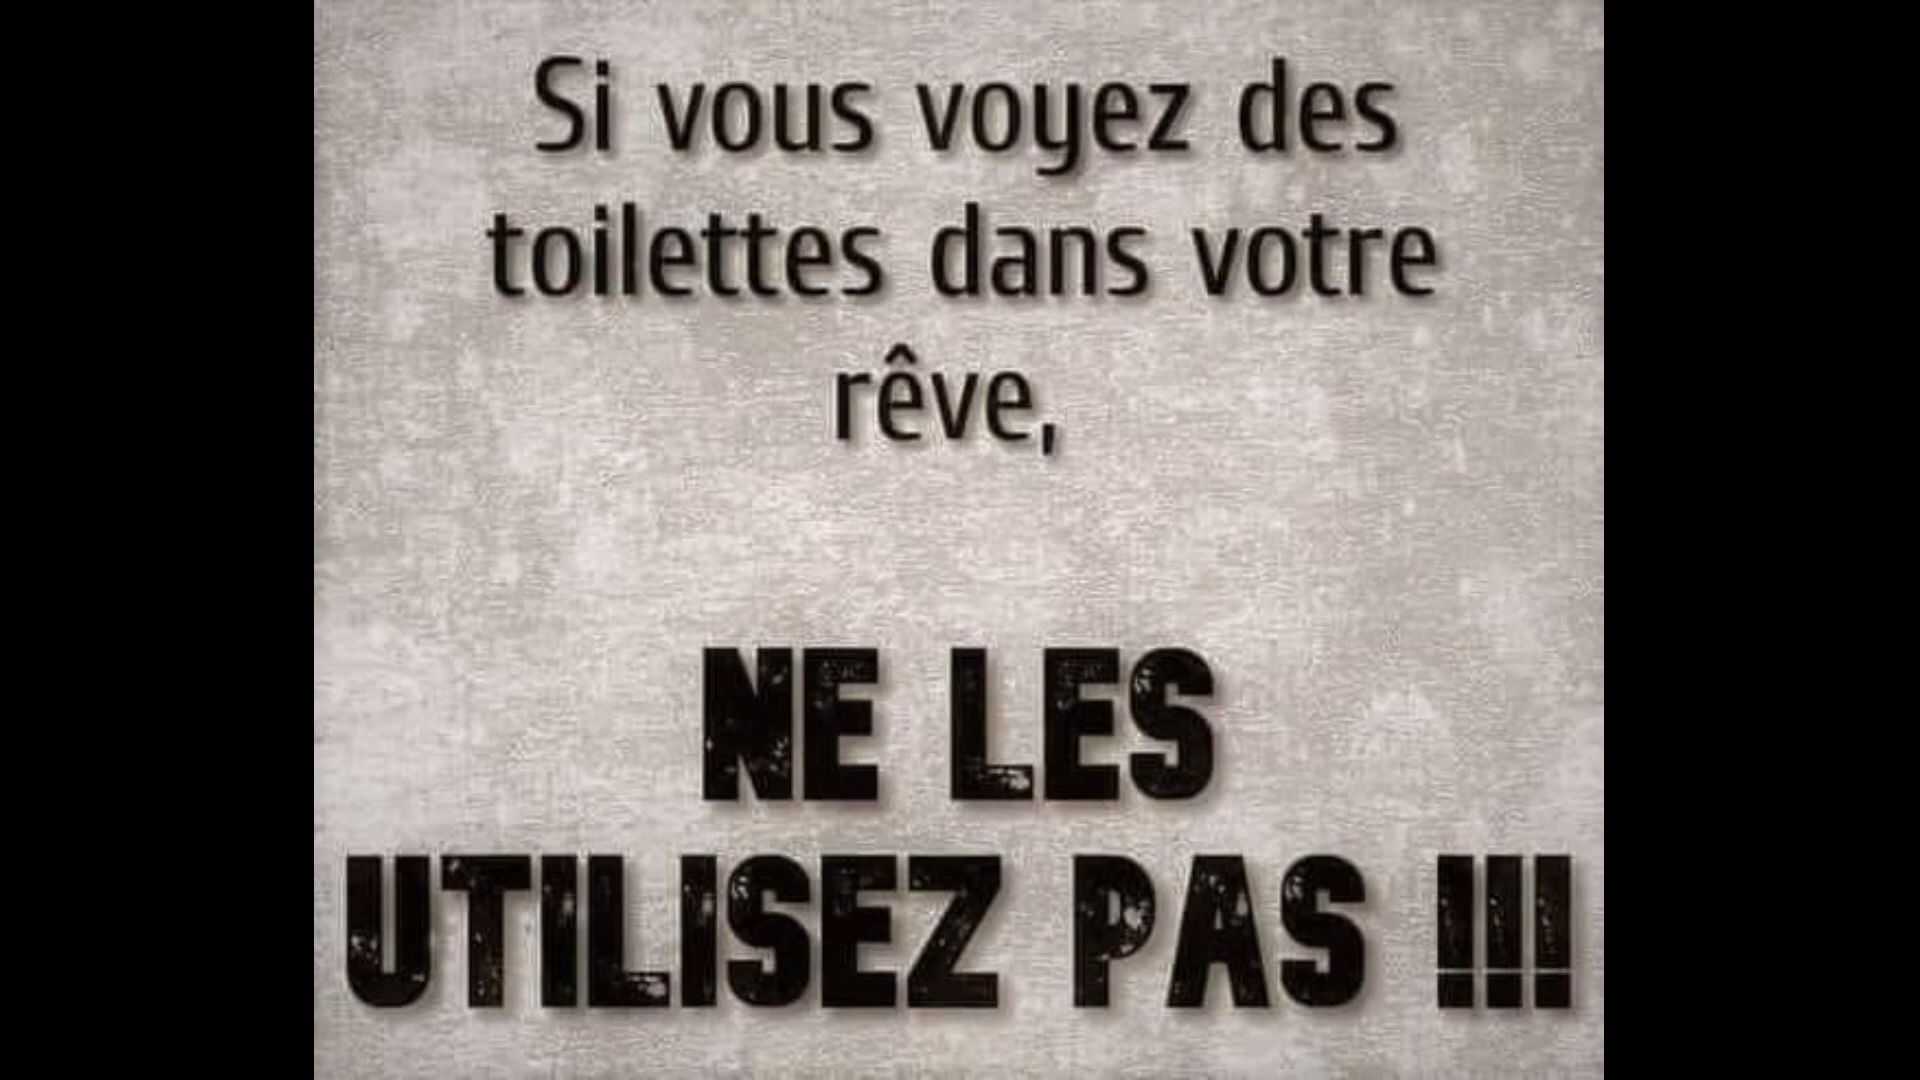 Si vous voyez des
toilettes dans votre
rêve,
NE LES
UTILISEZ PAS !!!